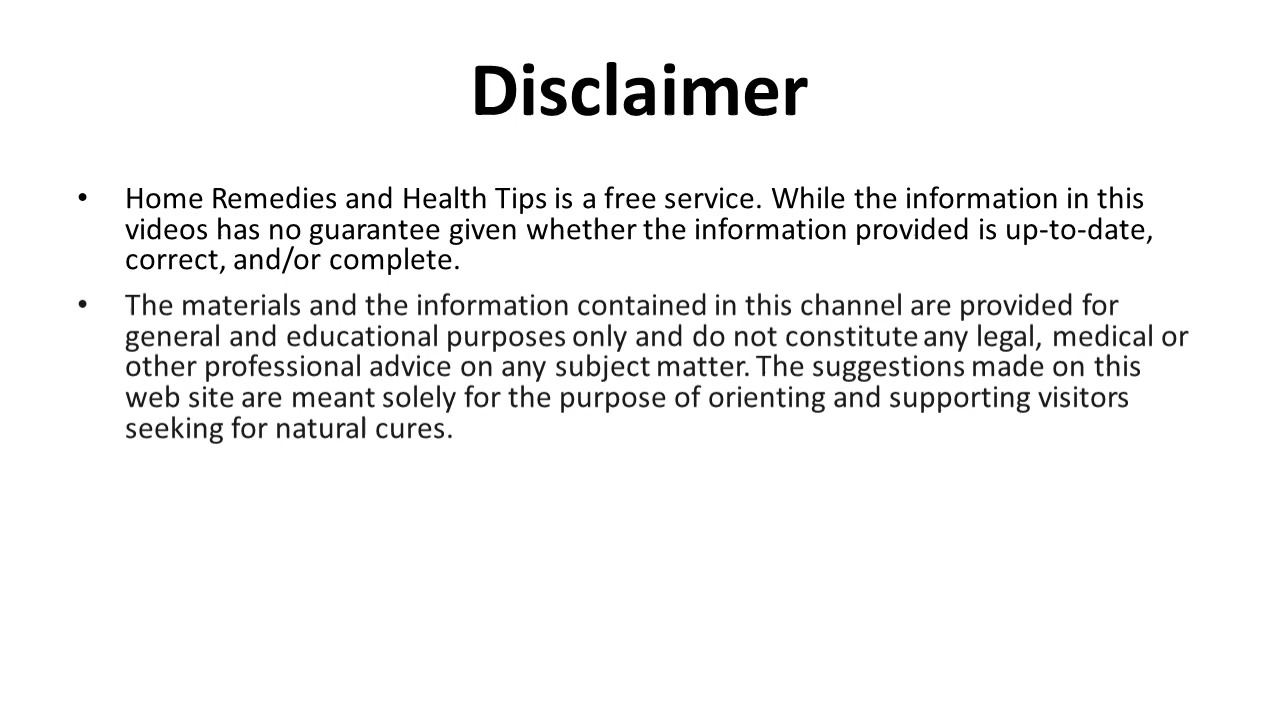 Disclaimer
• Home Remedies and Health Tips is a free service. While the information in this
videos has no guarantee given whether the information provided is up-to-date,
correct, and/or complete.
• The materials and the information contained in this channel are provided for
general and educational purposes only and do not constitute any legal, medical or
other professional advice on any subject matter. The suggestions made on this
web site are meant solely for the purpose of orienting and supporting visitors
seeking for natural cures.